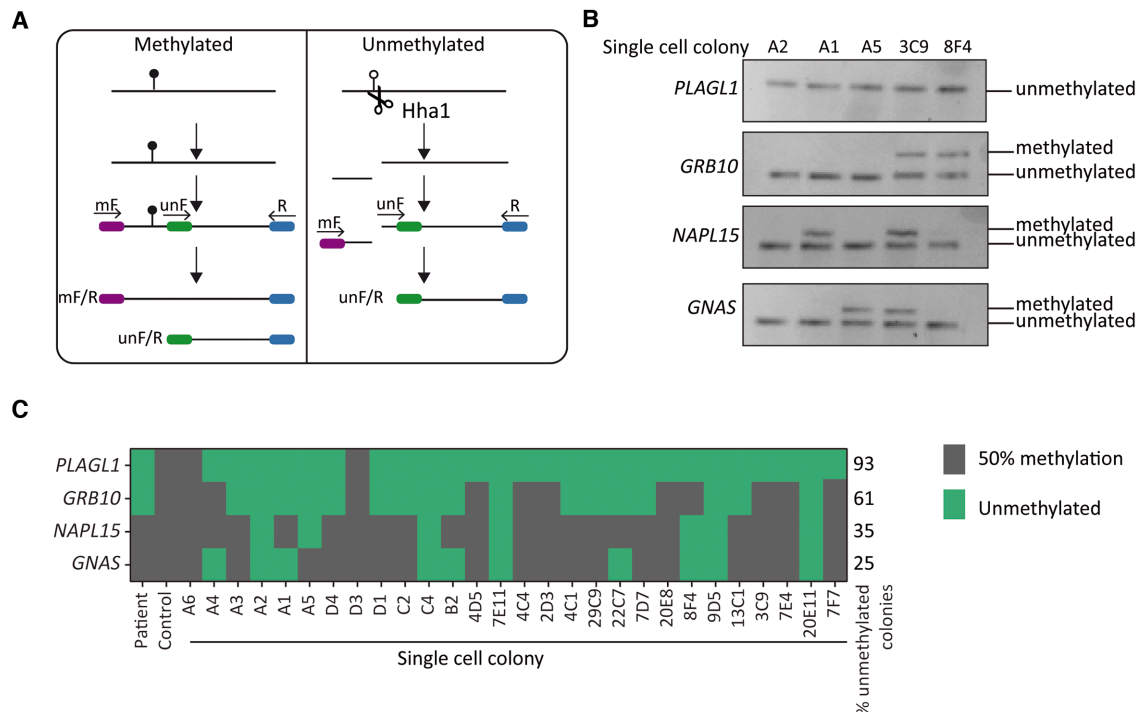 A
Methylated
Unmethylated
Hha1
mF unF R
unF R
mF
mF/R
unF/R
unF/R
B
Single cell colony A2 A1 A5 3C9 8F4
PLAGL1 unmethylated
GRB10 methylated
unmethylated
NAPL15 methylated
unmethylated
GNAS methylated
unmethylated
C
PLAGL1 93
GRB10 61
NAPL15 35
GNAS 25
50% methylation
Unmethylated
Patient Control A6 A4 A3 A2 A1 A5 D4 D3 D1 C2 C4 B2 4D5 7E11 4C4 2D3 4C1 29C9 22C7 7D7 20E8 8F4 9D5 13C1 3C9 7E4 20E11 7F7
% unmethylated
colonies
Single cell colony